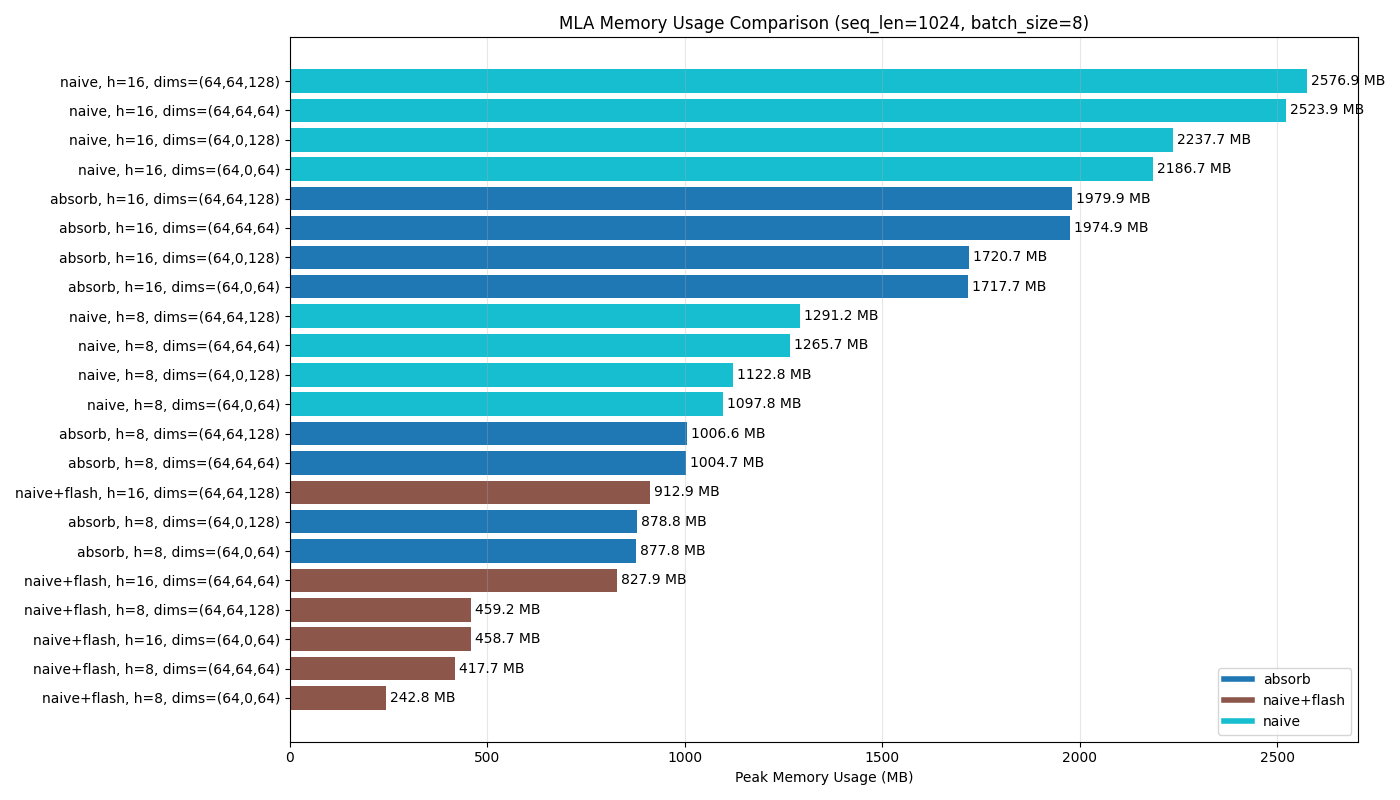 MLA Memory Usage Comparison (seq_len=1024, batch_size=8)
naive, h=16, dims=(64,64,128) 2576.9 MB
naive, h=16, dims=(64,64,64) 2523.9 MB
naive, h=16, dims=(64,0,128) 2237.7 MB
naive, h=16, dims=(64,0,64) 2186.7 MB
absorb, h=16, dims=(64,64,128) 1979.9 MB
absorb, h=16, dims=(64,64,64) 1974.9 MB
absorb, h=16, dims=(64,0,128) 1720.7 MB
absorb, h=16, dims=(64,0,64) 1717.7 MB
naive, h=8, dims=(64,64,128) 1291.2 MB
naive, h=8, dims=(64,64,64) 1265.7 MB
naive, h=8, dims=(64,0,128) 1122.8 MB
naive, h=8, dims=(64,0,64) 1097.8 MB
absorb, h=8, dims=(64,64,128) 1006.6 MB
absorb, h=8, dims=(64,64,64) 1004.7 MB
naive+flash, h=16, dims=(64,64,128) 912.9 MB
absorb, h=8, dims=(64,0,128) 878.8 MB
absorb, h=8, dims=(64,0,64) 877.8 MB
naive+flash, h=16, dims=(64,64,64) 827.9 MB
naive+flash, h=8, dims=(64,64,128) 459.2 MB
naive+flash, h=16, dims=(64,0,64) 458.7 MB
naive+flash, h=8, dims=(64,64,64) 417.7 MB
naive+flash, h=8, dims=(64,0,64) 242.8 MB
absorb
naive+flash
naive
0 500 1000 1500 2000 2500
Peak Memory Usage (MB)